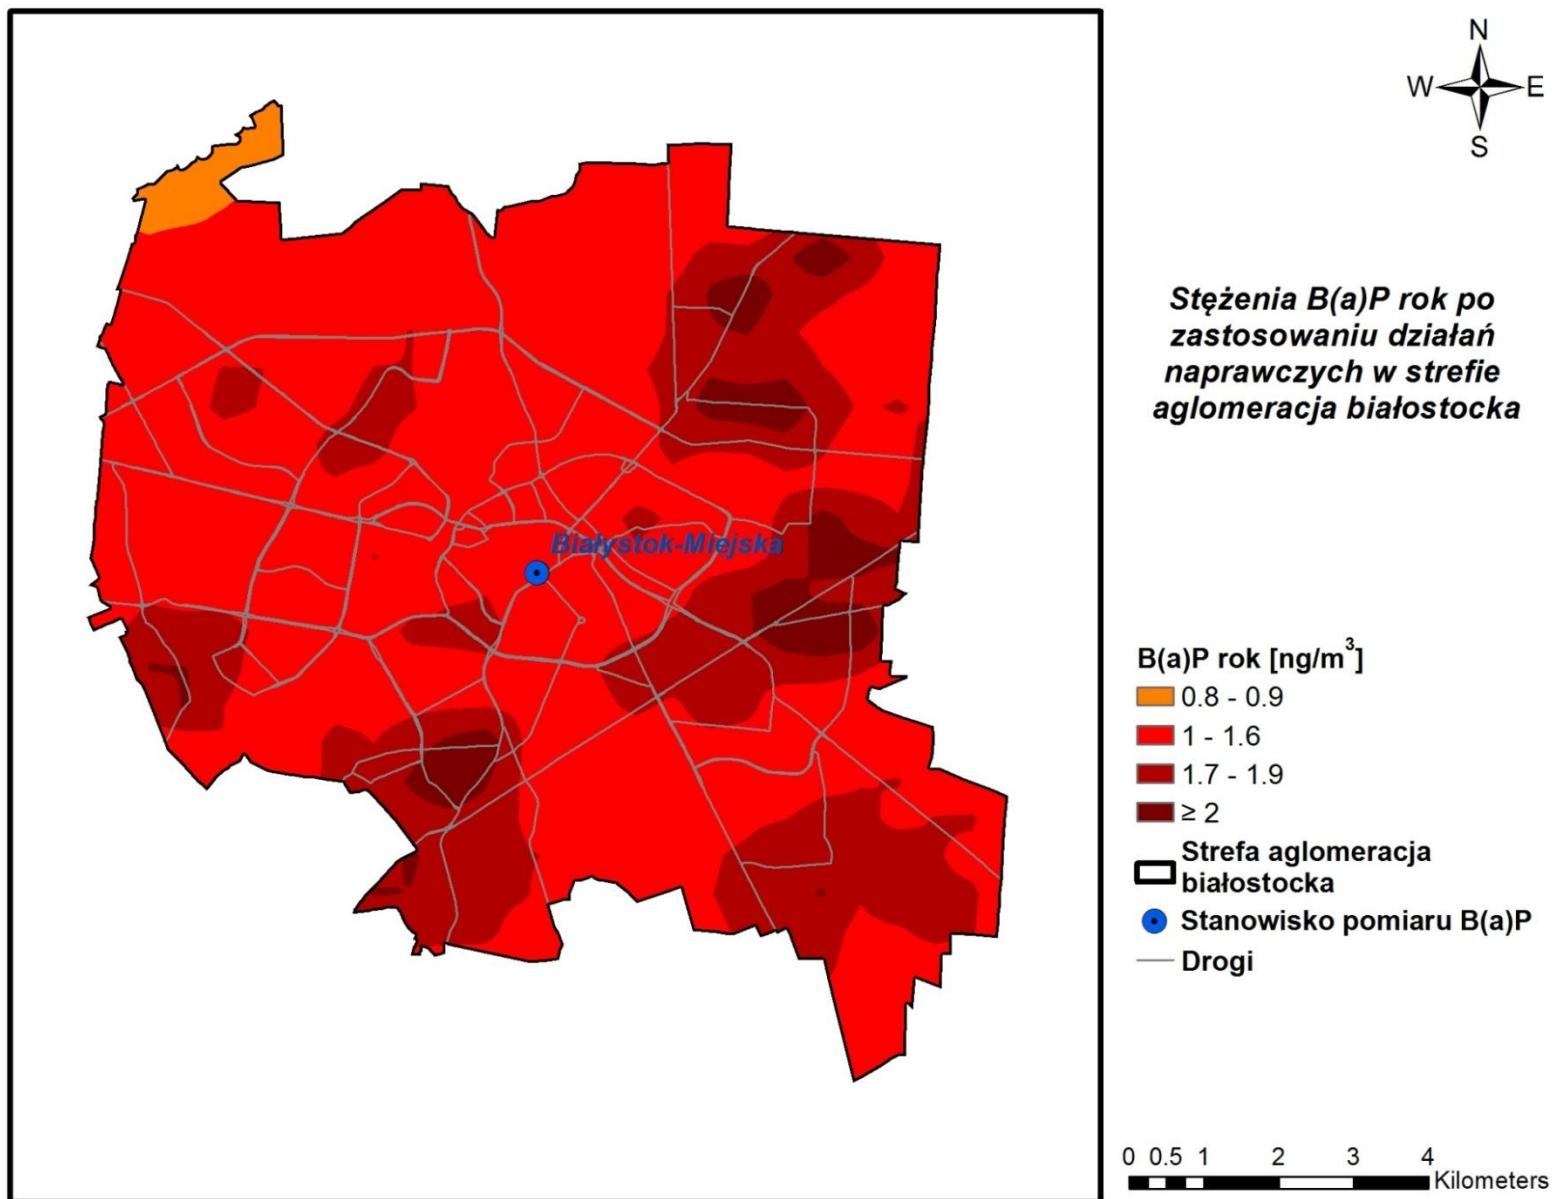 N
W E
S
Stężenia B(a)P rok po
zastosowaniu działań
naprawczych w strefie
aglomeracja białostocka
Białystok-Miejska
B(a)P rok [ng/m³]
0.8 - 0.9
1 - 1.6
1.7 - 1.9
≥ 2
Strefa aglomeracja
białostocka
Stanowisko pomiaru B(a)P
Drogi
0 0.5 1 2 3 4
Kilometers